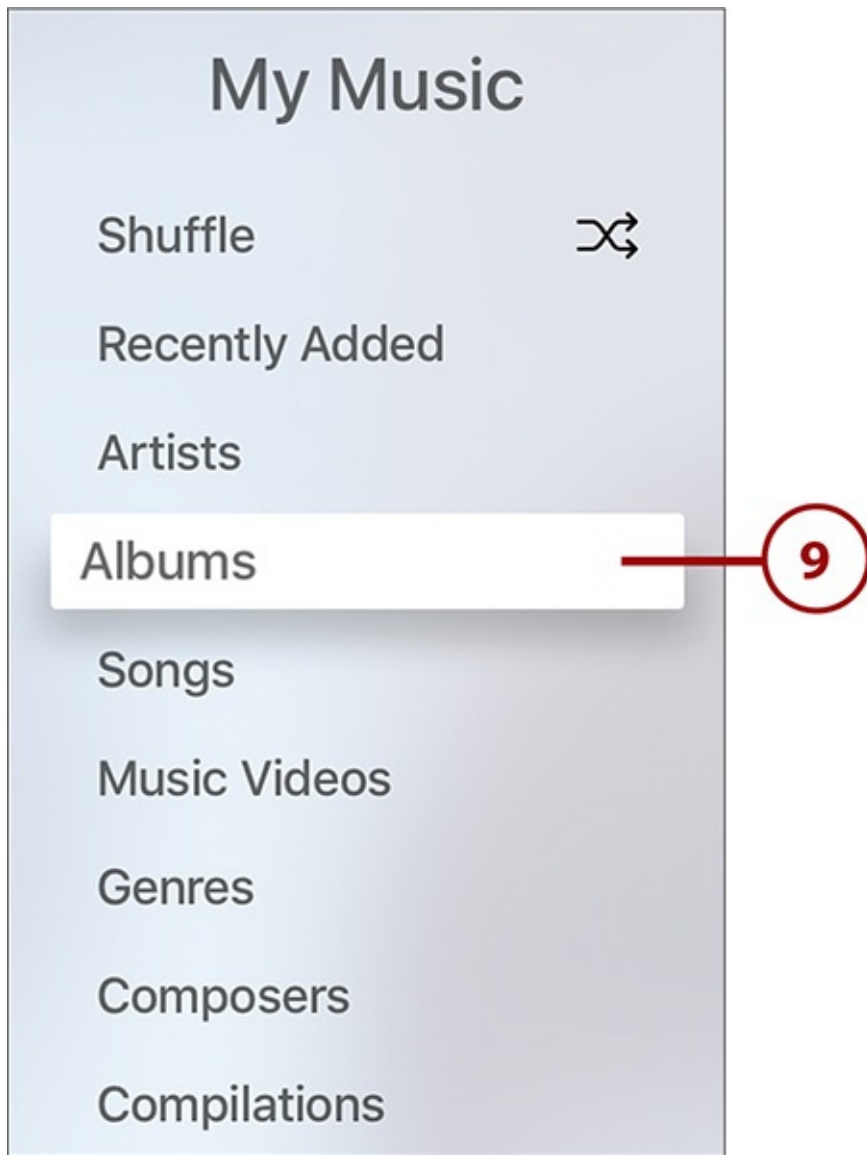 My Music
Shuffle
Recently Added
Artists
Albums
9
Songs
Music Videos
Genres
Composers
Compilations